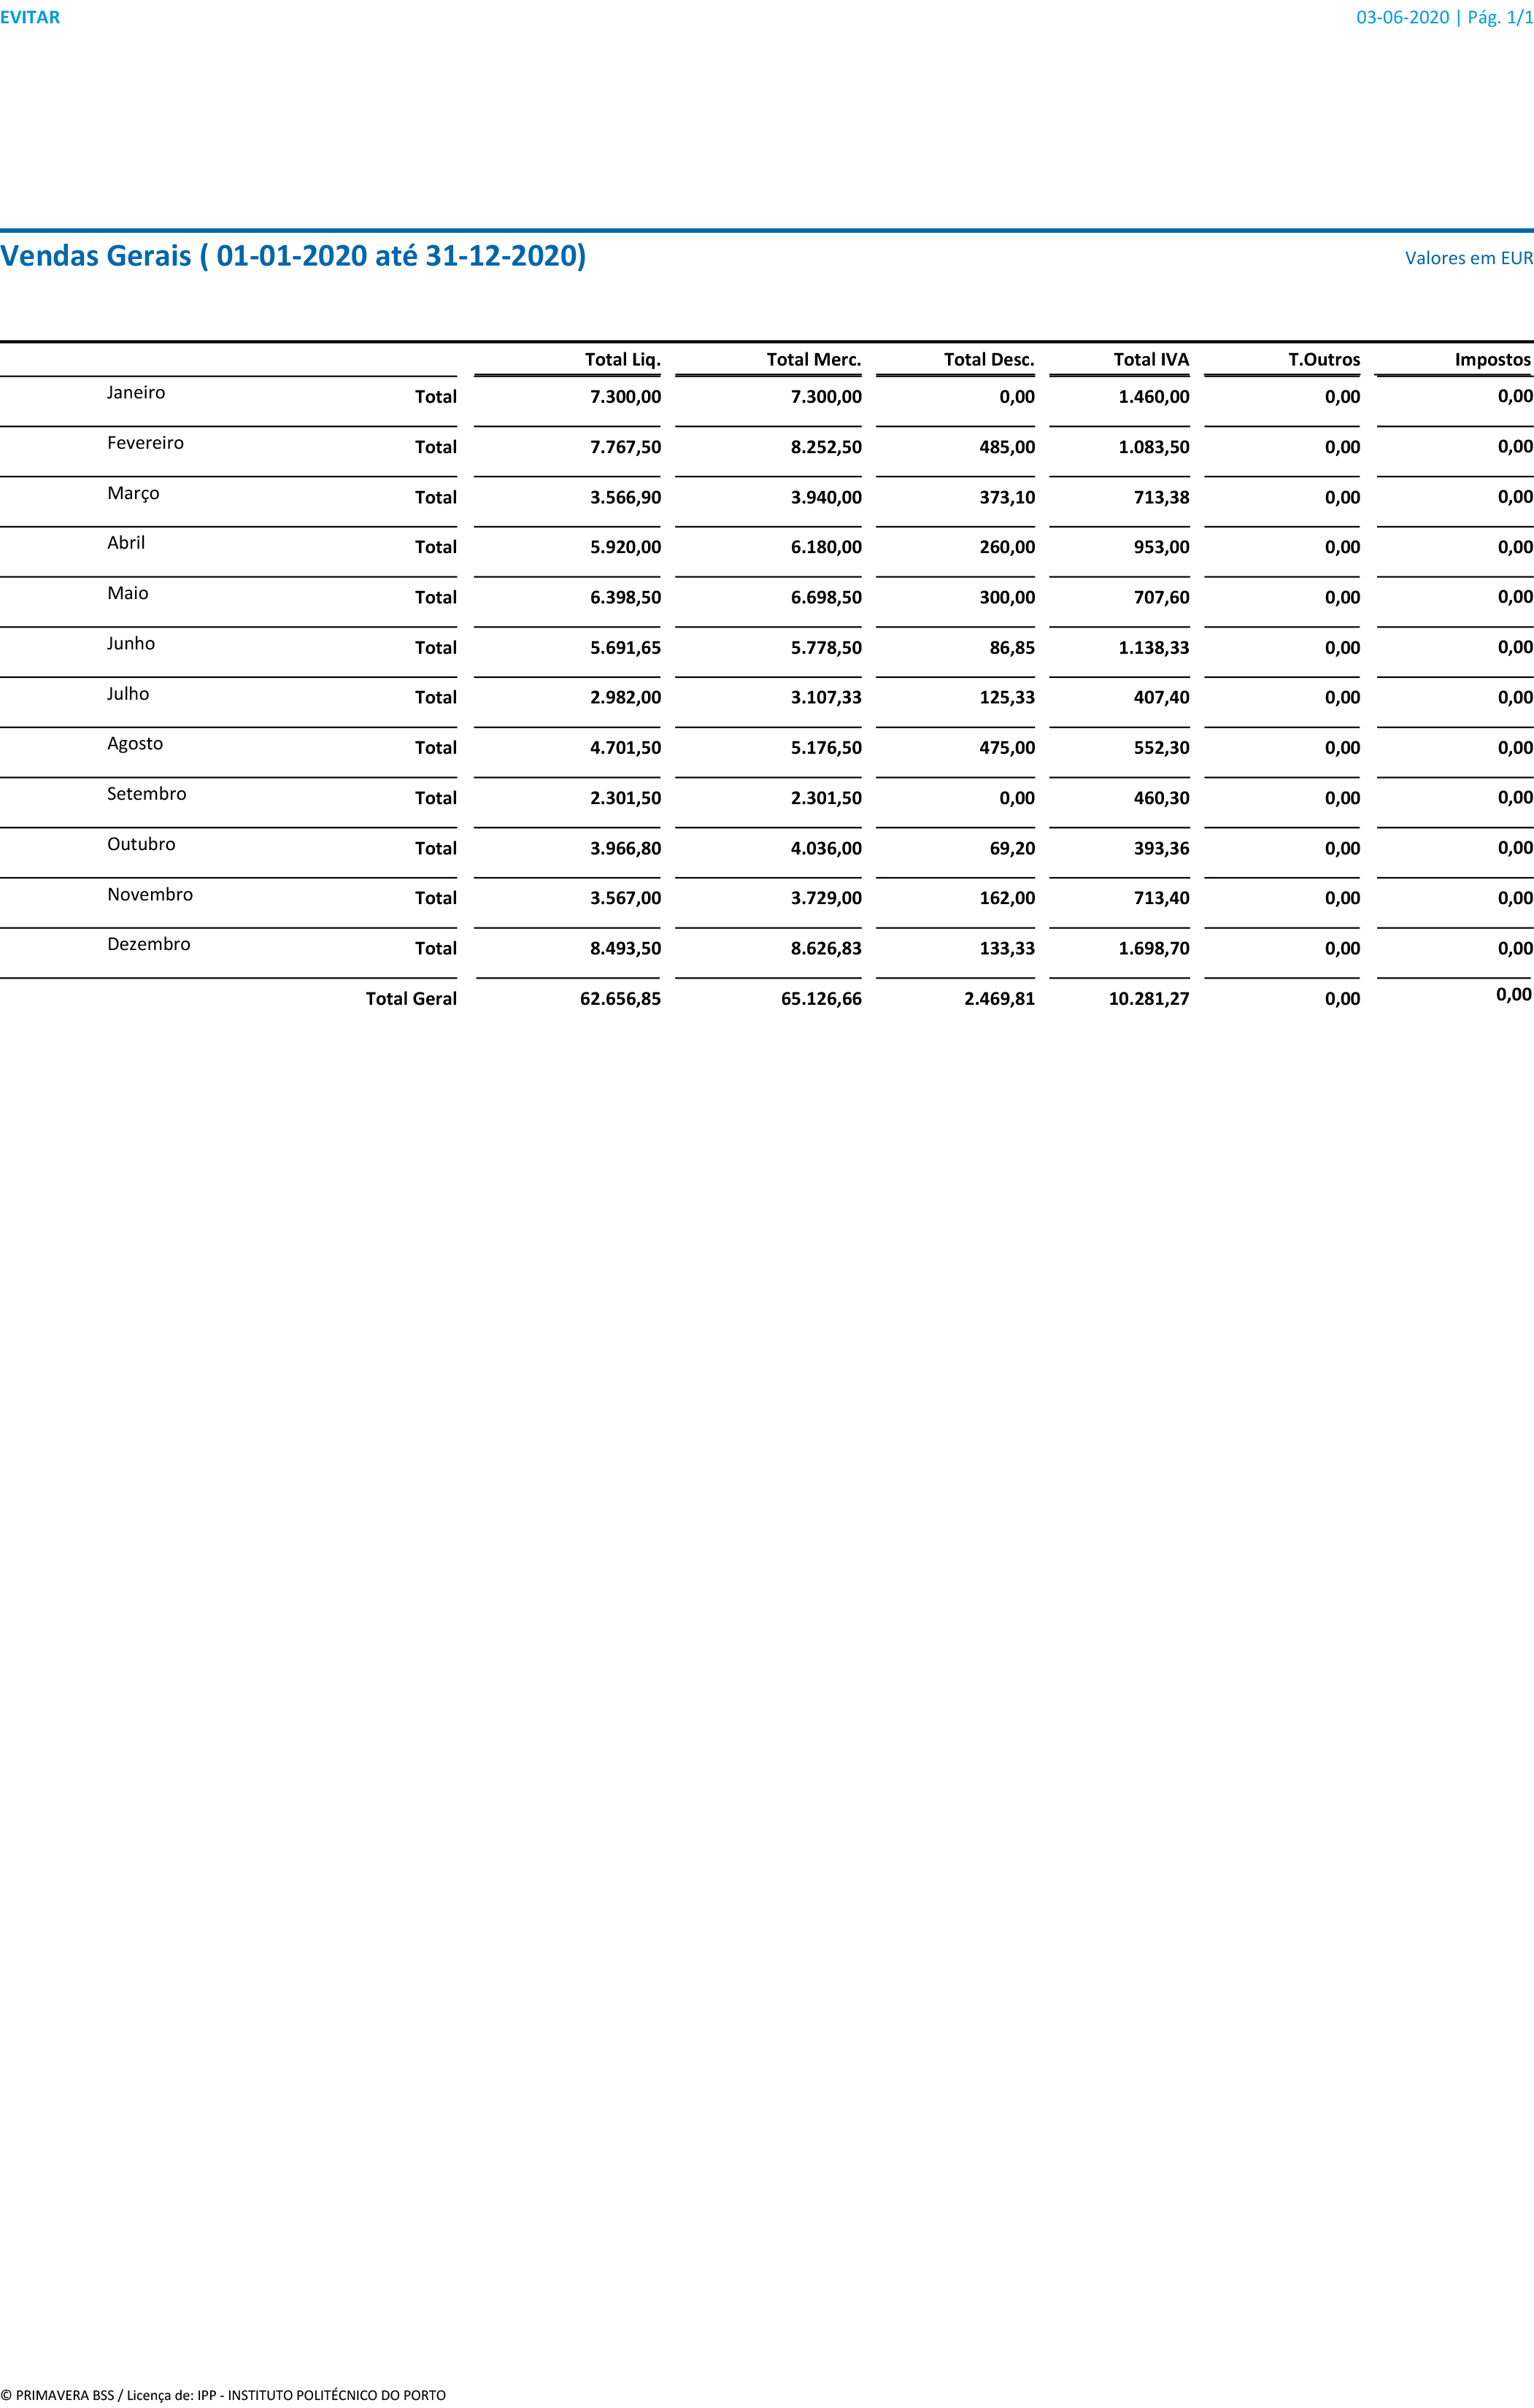 EVITAR 03-06-2020 | Pág. 1/1
Vendas Gerais ( 01-01-2020 até 31-12-2020) Valores em EUR
Total Liq. Total Merc. Total Desc. Total IVA T.Outros Impostos
Janeiro Total 7.300,00 7.300,00 0,00 1.460,00 0,00 0,00
Fevereiro Total 7.767,50 8.252,50 485,00 1.083,50 0,00 0,00
Março Total 3.566,90 3.940,00 373,10 713,38 0,00 0,00
Abril Total 5.920,00 6.180,00 260,00 953,00 0,00 0,00
Maio Total 6.398,50 6.698,50 300,00 707,60 0,00 0,00
Junho Total 5.691,65 5.778,50 86,85 1.138,33 0,00 0,00
Julho Total 2.982,00 3.107,33 125,33 407,40 0,00 0,00
Agosto Total 4.701,50 5.176,50 475,00 552,30 0,00 0,00
Setembro Total 2.301,50 2.301,50 0,00 460,30 0,00 0,00
Outubro Total 3.966,80 4.036,00 69,20 393,36 0,00 0,00
Novembro Total 3.567,00 3.729,00 162,00 713,40 0,00 0,00
Dezembro Total 8.493,50 8.626,83 133,33 1.698,70 0,00 0,00
Total Geral 62.656,85 65.126,66 2.469,81 10.281,27 0,00 0,00
© PRIMAVERA BSS / Licença de: IPP - INSTITUTO POLITÉCNICO DO PORTO